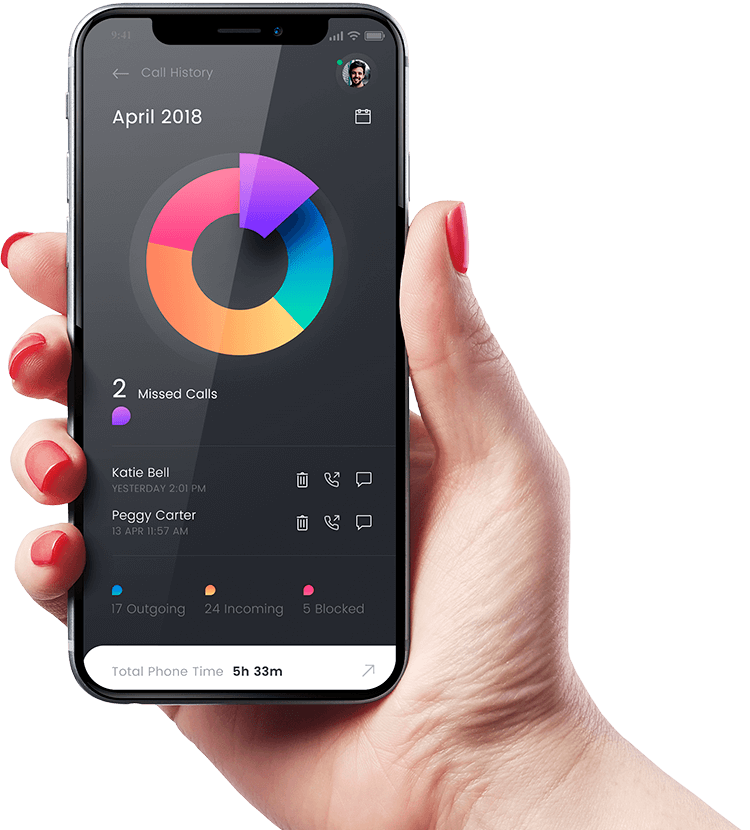 9:41
Call History
April 2018
2 Missed Calls
Katie Bell
YESTERDAY 2:01 PM
Peggy Carter
13 APR 11:57 AM
17 Outgoing 24 Incoming 5 Blocked
Total Phone Time 5h 33m